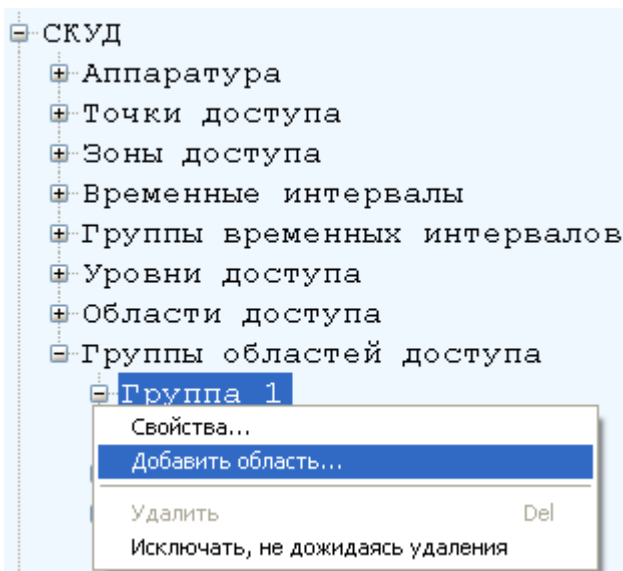 СКУД
Аппаратура
Точки доступа
Зоны доступа
Временные интервалы
Группы временных интервалов
Уровни доступа
Области доступа
Группы областей доступа
Группа 1
Свойства...
Добавить область...
Удалить Del
Исключать, не дожидаясь удаления